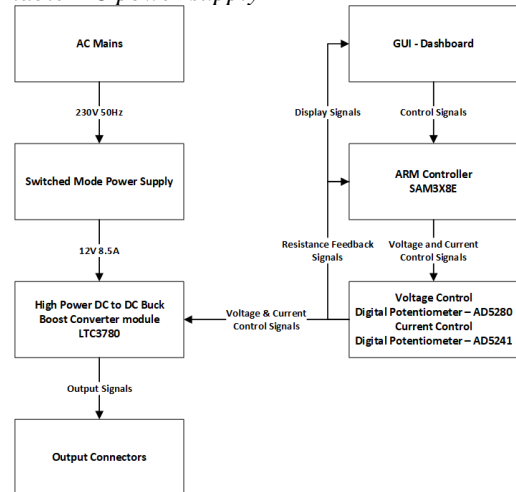 power supply
AC Mains
GUI - Dashboard
230V 50Hz
Display Signals
Control Signals
Switched Mode Power Supply
ARM Controller
SAM3X8E
12V 8.5A
Resistance Feedback
Signals
Voltage and Current
Control Signals
High Power DC to DC Buck
Boost Converter module
LTC3780
Voltage & Current
Control Signals
Voltage Control
Digital Potentiometer – AD5280
Current Control
Digital Potentiometer – AD5241
Output Signals
Output Connectors